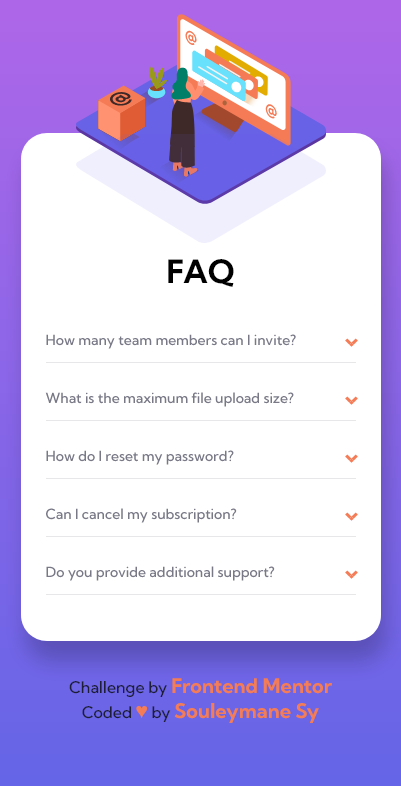 @
@
@
FAQ
How many team members can I invite?
What is the maximum file upload size?
How do I reset my password?
Can I cancel my subscription?
Do you provide additional support?
Challenge by Frontend Mentor
Coded ♥ by Souleymane Sy